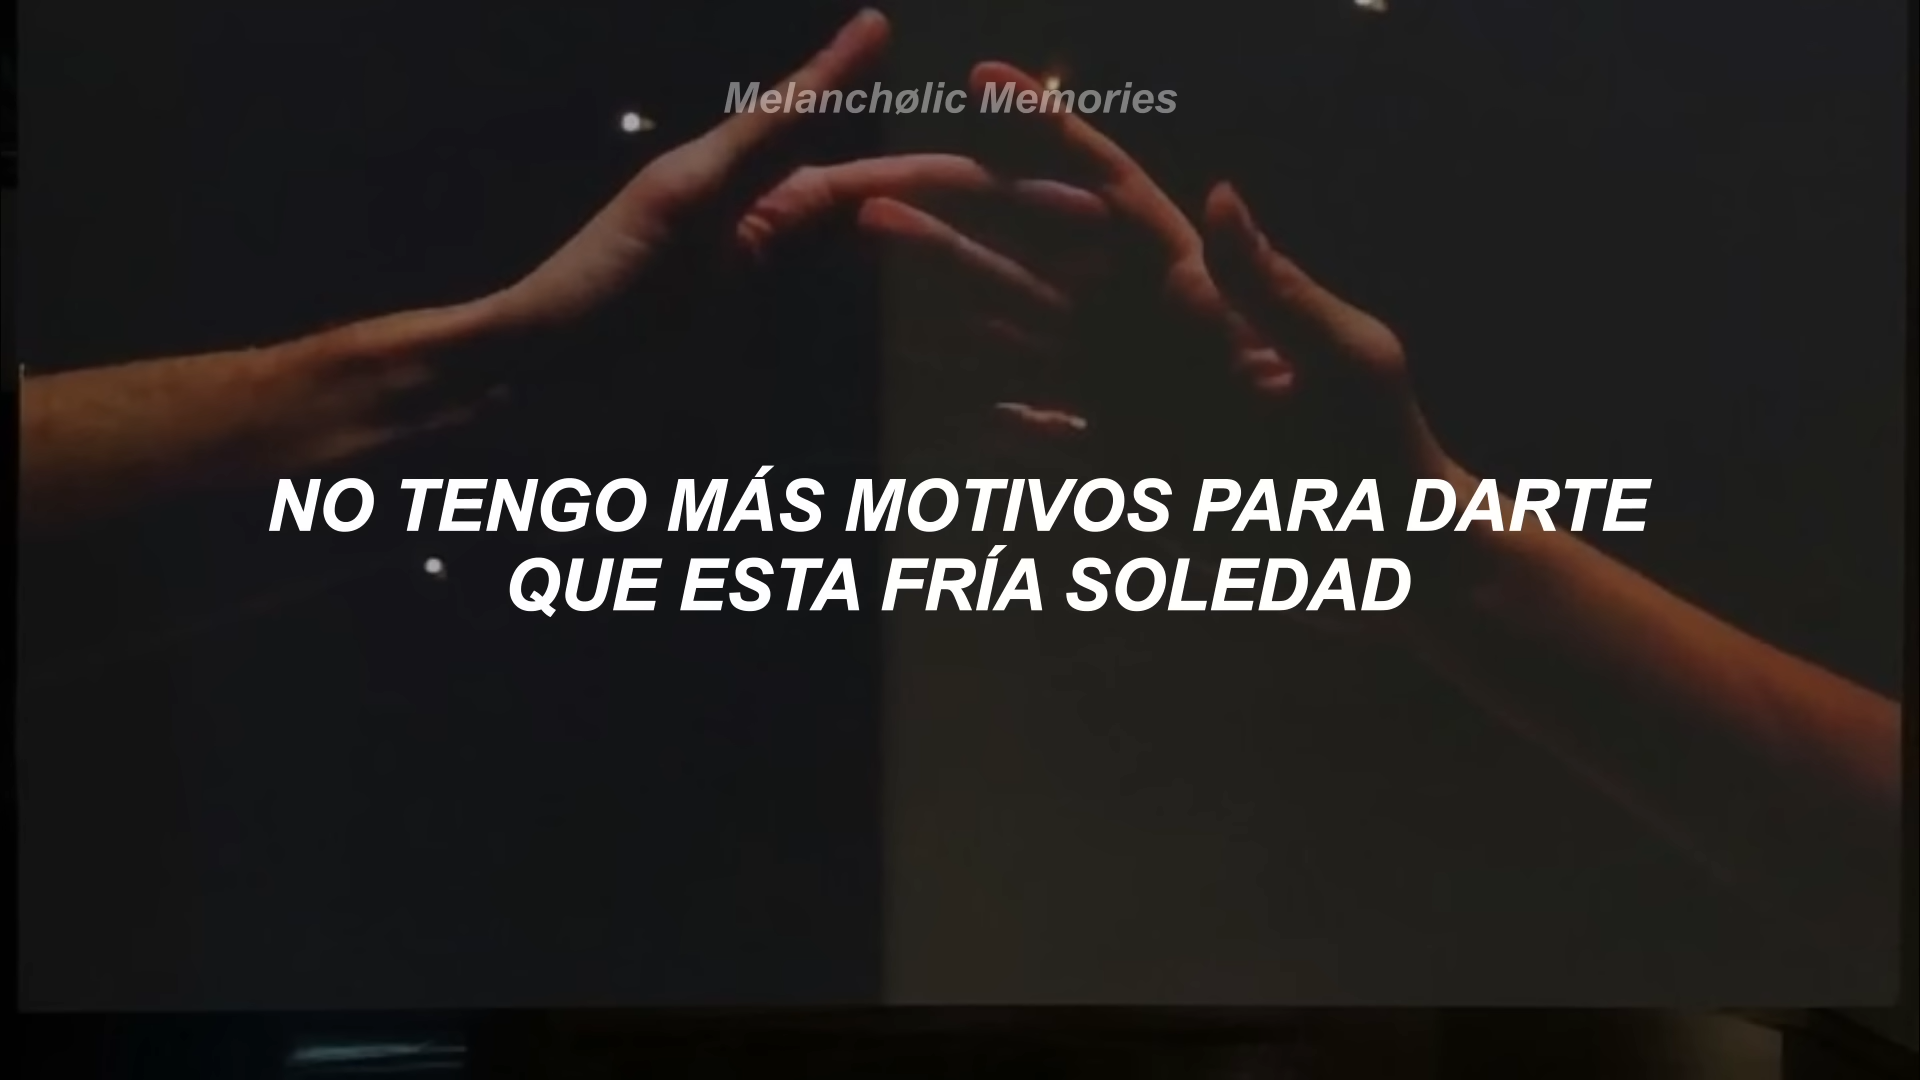 Melanchølic Memories
NO TENGO MÁS MOTIVOS PARA DARTE
QUE ESTA FRÍA SOLEDAD